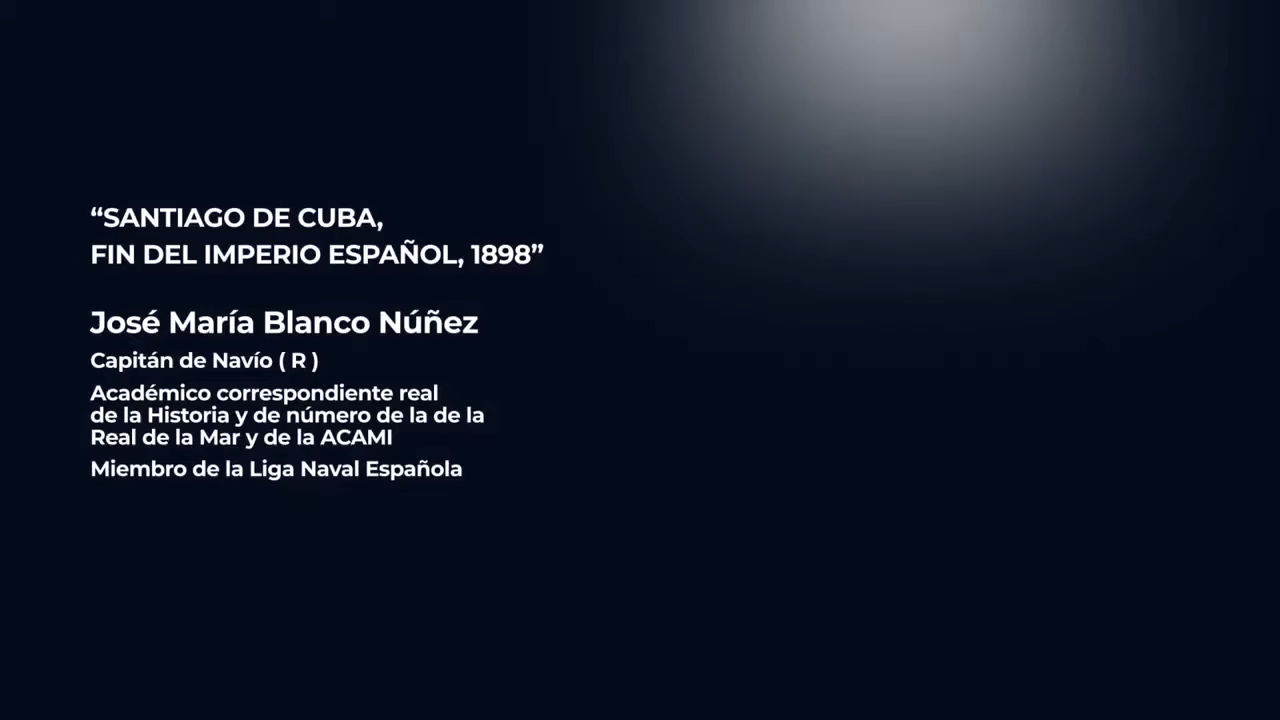 “SANTIAGO DE CUBA,
FIN DEL IMPERIO ESPAÑOL, 1898”
José María Blanco Núñez
Capitán de Navío ( R )
Académico correspondiente real
de la Historia y de número de la de la
Real de la Mar y de la ACAMI
Miembro de la Liga Naval Española